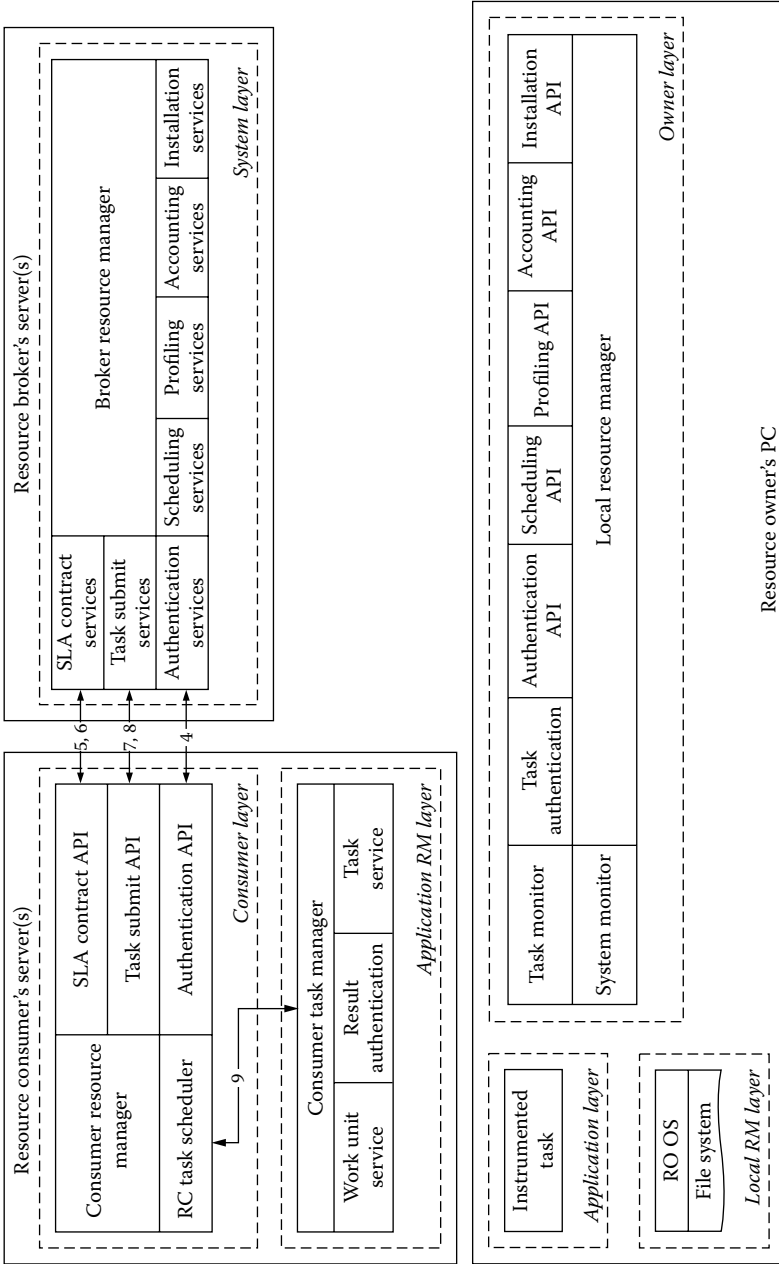 Resource consumer's server(s)
Consumer resource
manager
SLA contract API
Task submit API
RC task scheduler
Authentication API
Consumer layer
5, 6
7, 8
4
9
Consumer task manager
Work unit
service
Result
authentication
Task
service
Application RM layer
Resource broker's server(s)
SLA contract
services
Task submit
services
Broker resource manager
Authentication
services
Scheduling
services
Profiling
services
Accounting
services
Installation
services
System layer
Instrumented
task
Application layer
RO OS
File system
Local RM layer
Task monitor
Task
authentication
Authentication
API
Scheduling
API
Profiling API
Accounting
API
Installation
API
System monitor
Local resource manager
Owner layer
Resource owner's PC